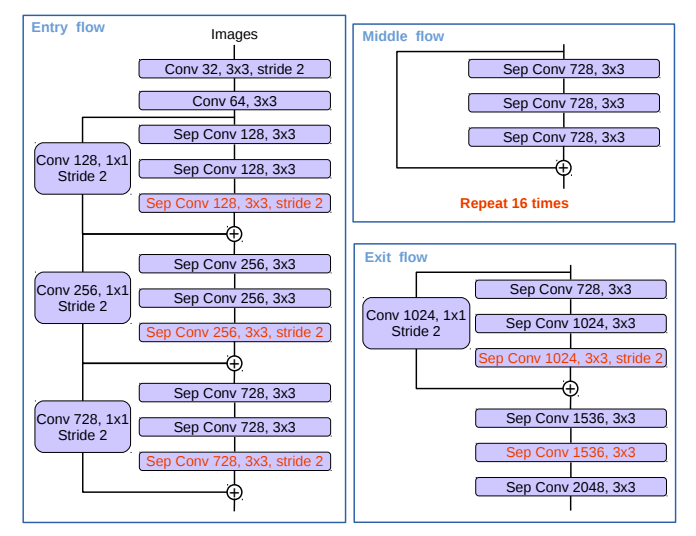 Entry flow
Images
Conv 32, 3x3, stride 2
Conv 64, 3x3
Sep Conv 128, 3x3
Conv 128, 1x1
Stride 2
Sep Conv 128, 3x3
Sep Conv 128, 3x3, stride 2
Sep Conv 256, 3x3
Conv 256, 1x1
Stride 2
Sep Conv 256, 3x3
Sep Conv 256, 3x3, stride 2
Sep Conv 728, 3x3
Conv 728, 1x1
Stride 2
Sep Conv 728, 3x3
Sep Conv 728, 3x3, stride 2
Middle flow
Sep Conv 728, 3x3
Sep Conv 728, 3x3
Sep Conv 728, 3x3
Repeat 16 times
Exit flow
Sep Conv 728, 3x3
Conv 1024, 1x1
Stride 2
Sep Conv 1024, 3x3
Sep Conv 1024, 3x3, stride 2
Sep Conv 1536, 3x3
Sep Conv 1536, 3x3
Sep Conv 2048, 3x3